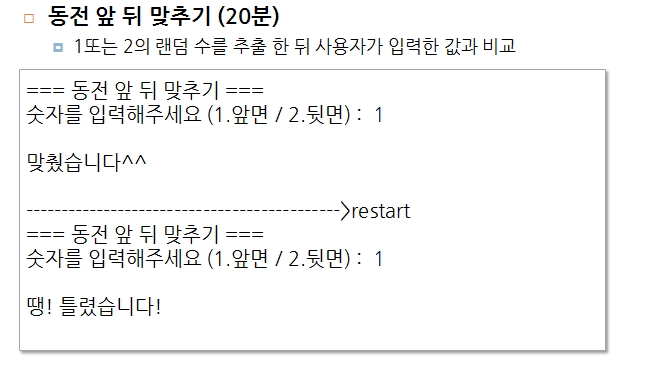 동전 앞 뒤 맞추기 (20분)
1또는 2의 랜덤 수를 추출 한 뒤 사용자가 입력한 값과 비교
=== 동전 앞 뒤 맞추기 ===
숫자를 입력해주세요 (1.앞면 / 2.뒷면) : 1
맞췄습니다^^
--------------------------------------------->restart
=== 동전 앞 뒤 맞추기 ===
숫자를 입력해주세요 (1.앞면 / 2.뒷면) : 1
땡! 틀렸습니다!